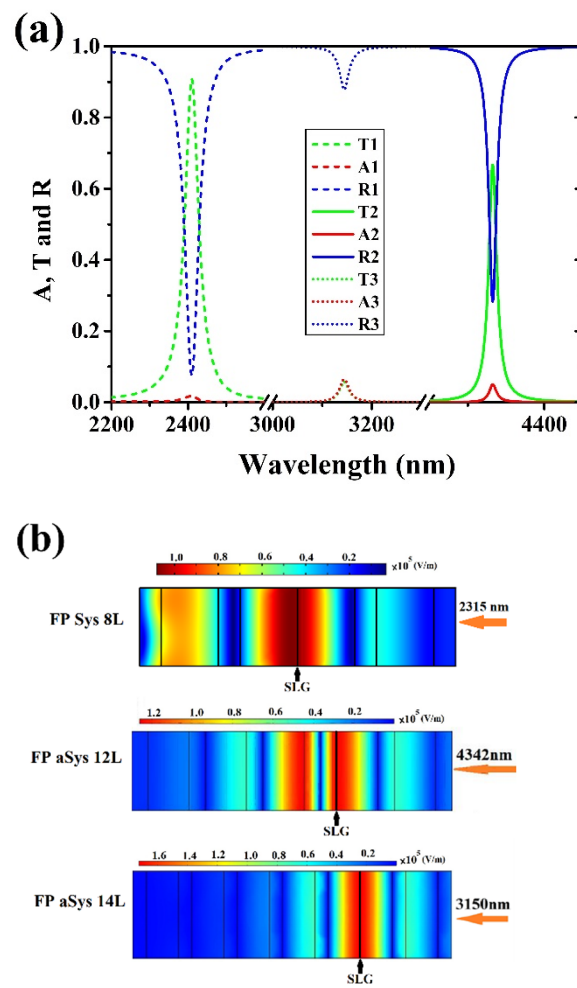 (a)
1.0
0.8
0.6
0.4
0.2
0.0
A, T and R
T1
A1
R1
T2
A2
R2
T3
A3
R3
2200 2400 3000 3200 4400
Wavelength (nm)
(b)
1.0 0.8 0.6 0.4 0.2 x10⁵ (V/m)
FP Sys 8L
2315 nm
SLG
1.2 1.0 0.8 0.6 0.4 0.2 x10⁵ (V/m)
FP aSys 12L
4342nm
SLG
1.6 1.4 1.2 1.0 0.8 0.6 0.4 0.2 x10⁵ (V/m)
FP aSys 14L
3150nm
SLG